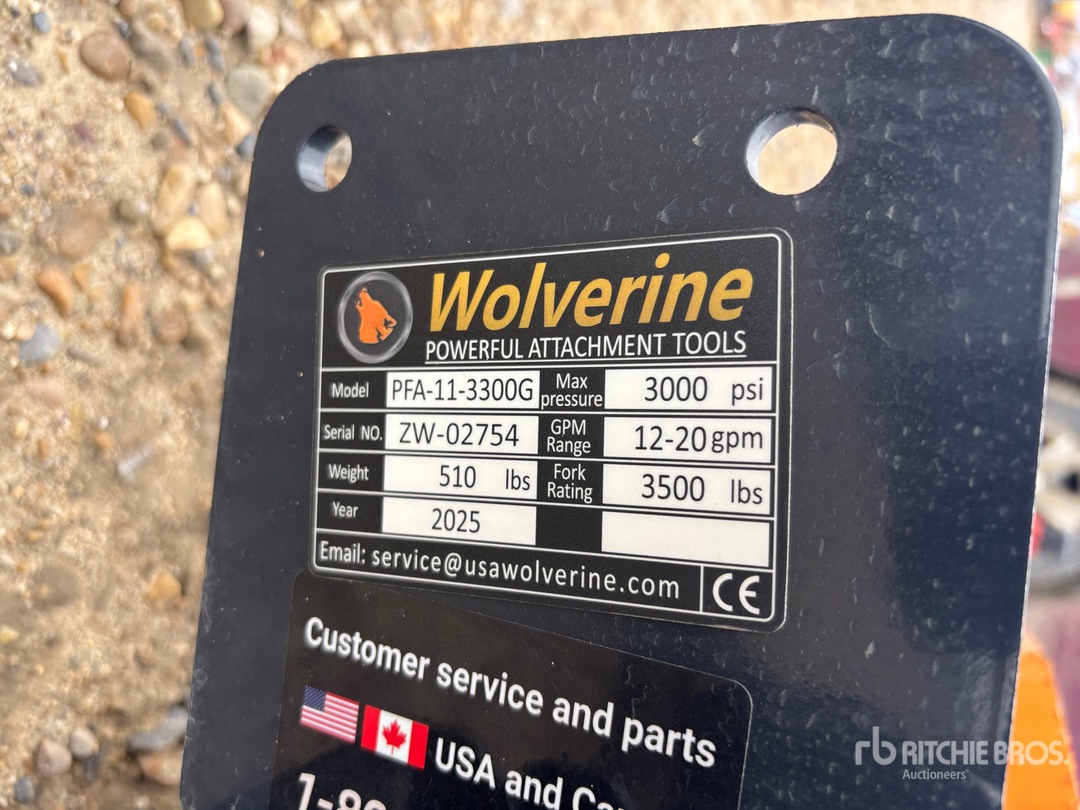 Wolverine
POWERFUL ATTACHMENT TOOLS
Model PFA-11-3300G Max pressure 3000 psi
Serial NO. ZW-02754 GPM Range 12-20 gpm
Weight 510 lbs Fork Rating 3500 lbs
Year 2025
Email: service@usawolverine.com CE
Customer service and parts
USA and
rb RITCHIE BROS.
Auctioneers